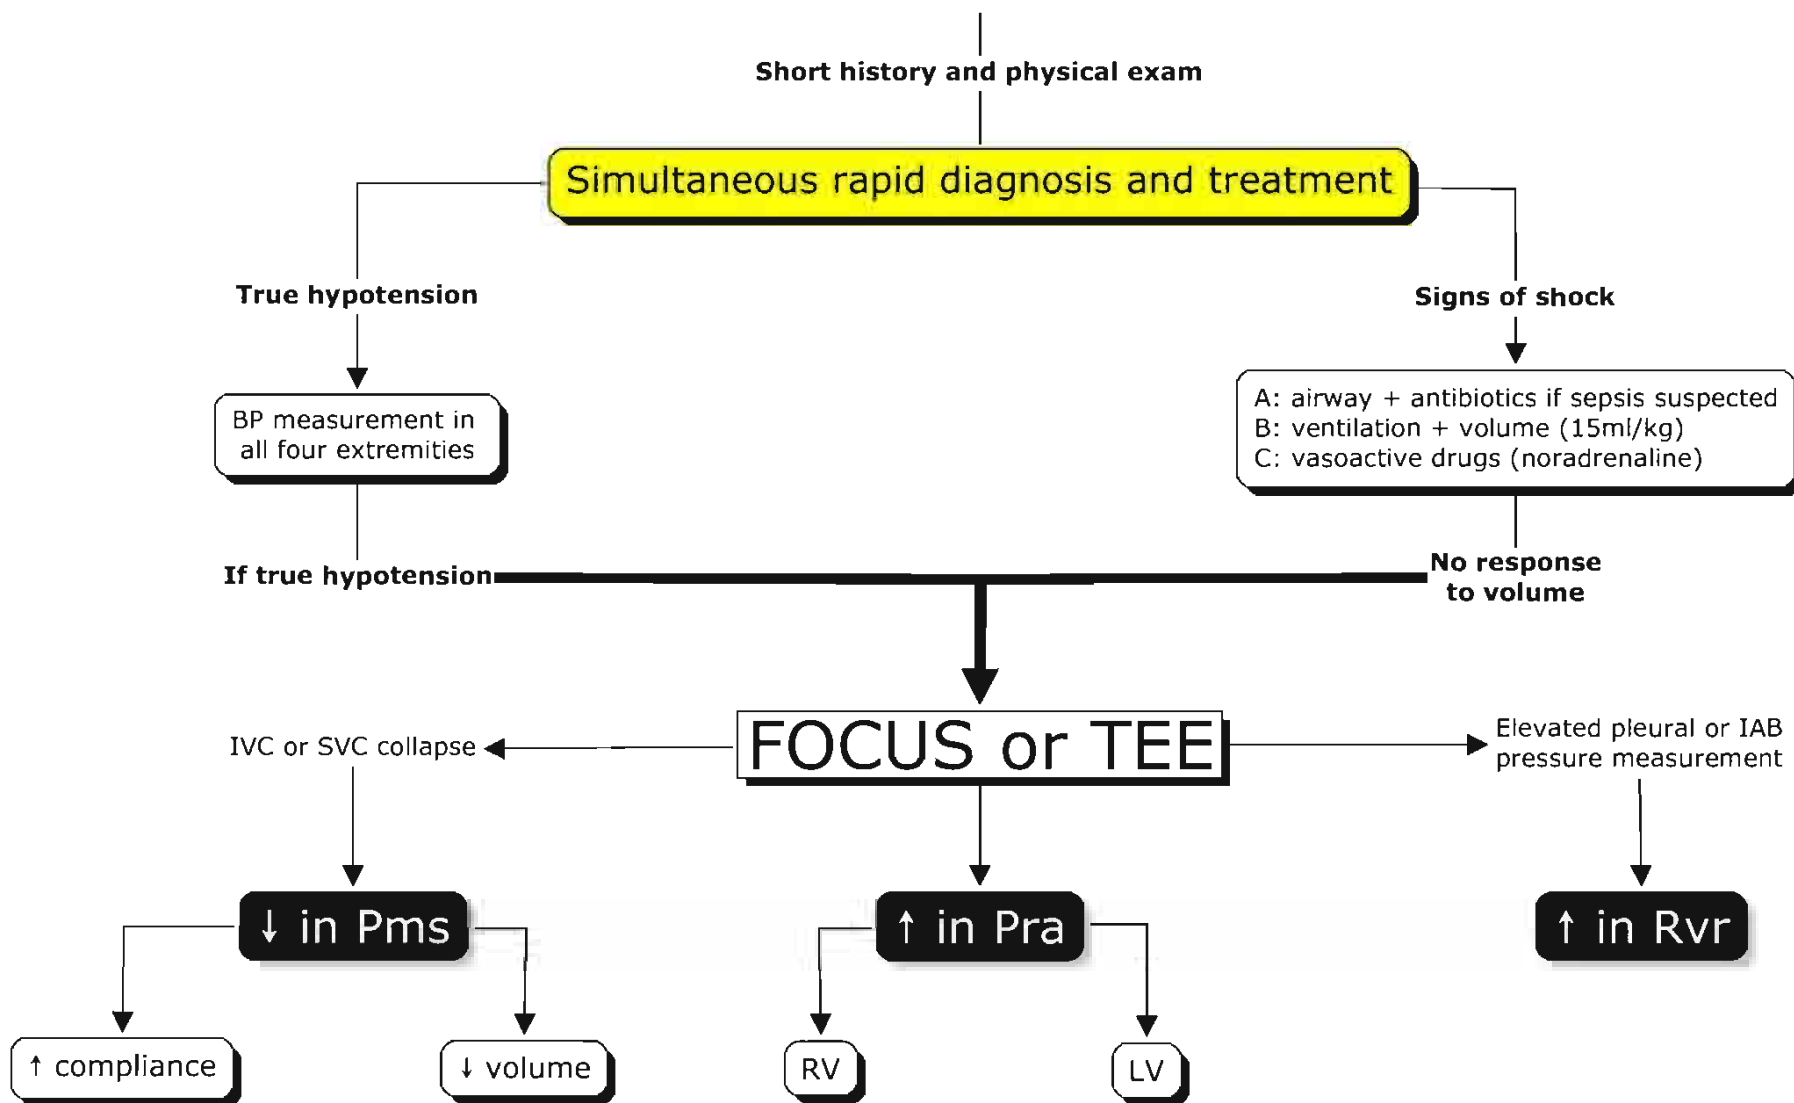 Short history and physical exam
Simultaneous rapid diagnosis and treatment
True hypotension
Signs of shock
BP measurement in
all four extremities
A: airway + antibiotics if sepsis suspected
B: ventilation + volume (15ml/kg)
C: vasoactive drugs (noradrenaline)
If true hypotension
No response
to volume
IVC or SVC collapse
FOCUS or TEE
Elevated pleural or IAB
pressure measurement
↓ in Pms
↑ in Pra
↑ in Rvr
↑ compliance
↓ volume
RV
LV